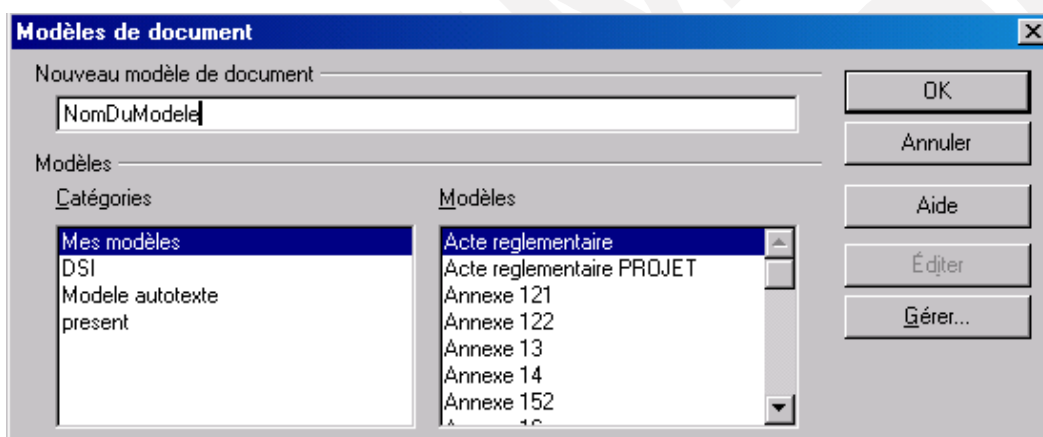 Modèles de document
Nouveau modèle de document
NomDuModele
OK
Annuler
Modèles
Catégories
Modèles
Aide
Mes modèles
DSI
Modele autotexte
present
Acte reglementaire
Acte reglementaire PROJET
Annexe 121
Annexe 122
Annexe 13
Annexe 14
Annexe 152
Éditer
Gérer...